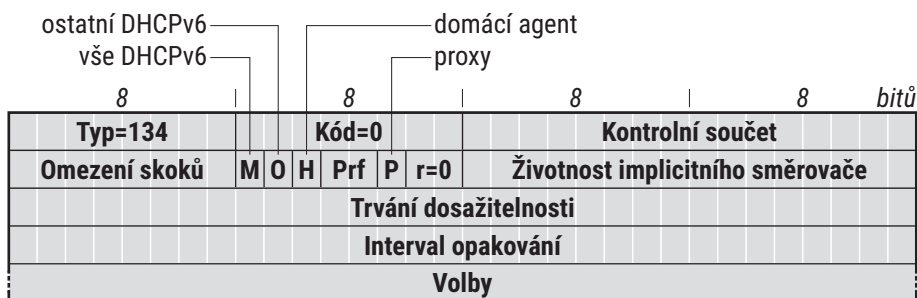 ostatní DHCPv6 domácí agent
vše DHCPv6 proxy
8 8 8 8 bitů
Typ=134 Kód=0 Kontrolní součet
Omezení skoků M O H Prf P r=0 Životnost implicitního směrovače
Trvání dosažitelnosti
Interval opakování
Volby